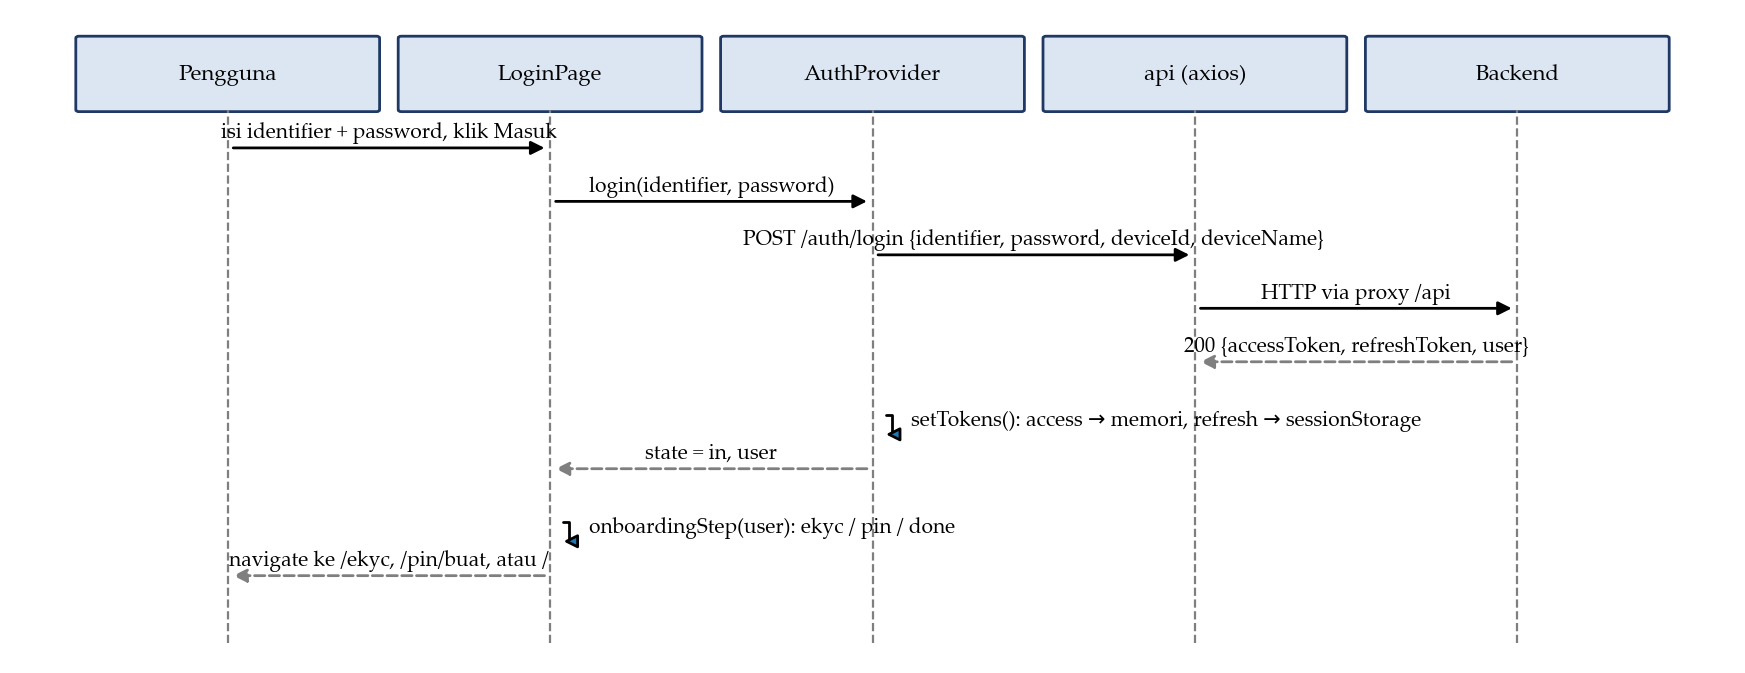 Pengguna
LoginPage
AuthProvider
api (axios)
Backend
isi identifier + password, klik Masuk
login(identifier, password)
POST /auth/login {identifier, password, deviceId, deviceName}
HTTP via proxy /api
200 {accessToken, refreshToken, user}
setTokens(): access → memori, refresh → sessionStorage
state = in, user
onboardingStep(user): ekyc / pin / done
navigate ke /ekyc, /pin/buat, atau /